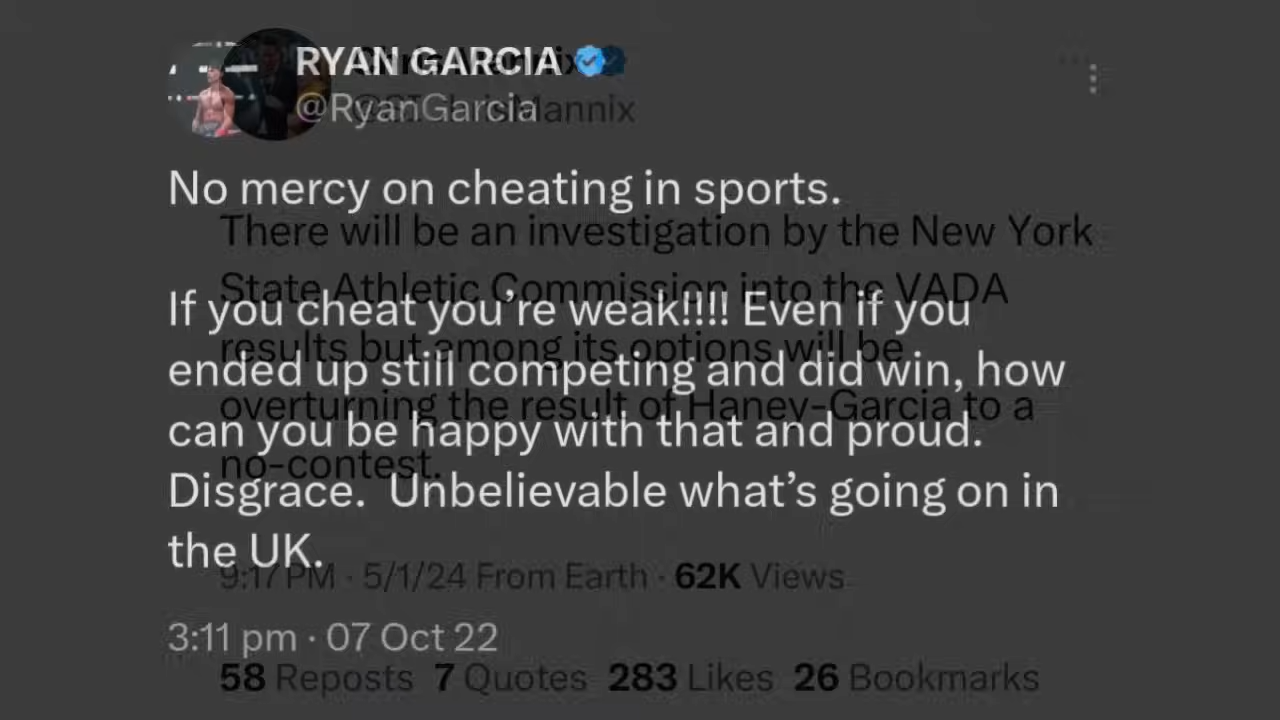 RYAN GARCIA
@RyanGarcia
No mercy on cheating in sports.
If you cheat you’re weak!!!! Even if you
ended up still competing and did win, how
can you be happy with that and proud.
Disgrace.  Unbelievable what’s going on in
the UK.
3:11 pm · 07 Oct 22
Chris Mannix
@SIChrisMannix
There will be an investigation by the New York
State Athletic Commission into the VADA
results but among its options will be
overturning the result of Haney-Garcia to a
no-contest.
9:17 PM · 5/1/24 From Earth · 62K Views
58 Reposts 7 Quotes 283 Likes 26 Bookmarks